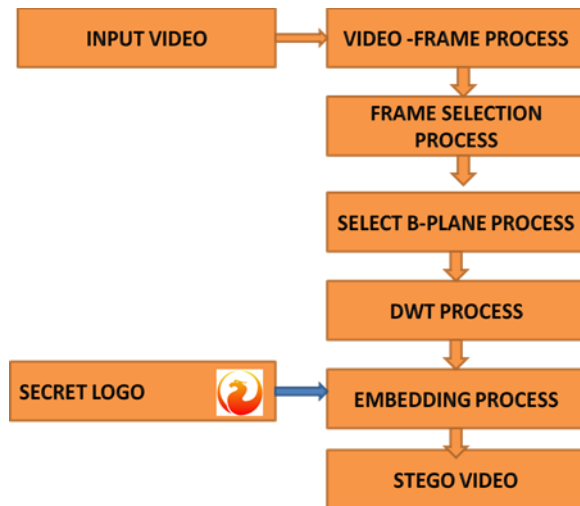 INPUT VIDEO
VIDEO -FRAME PROCESS
FRAME SELECTION
PROCESS
SELECT B-PLANE PROCESS
DWT PROCESS
SECRET LOGO
EMBEDDING PROCESS
STEGO VIDEO